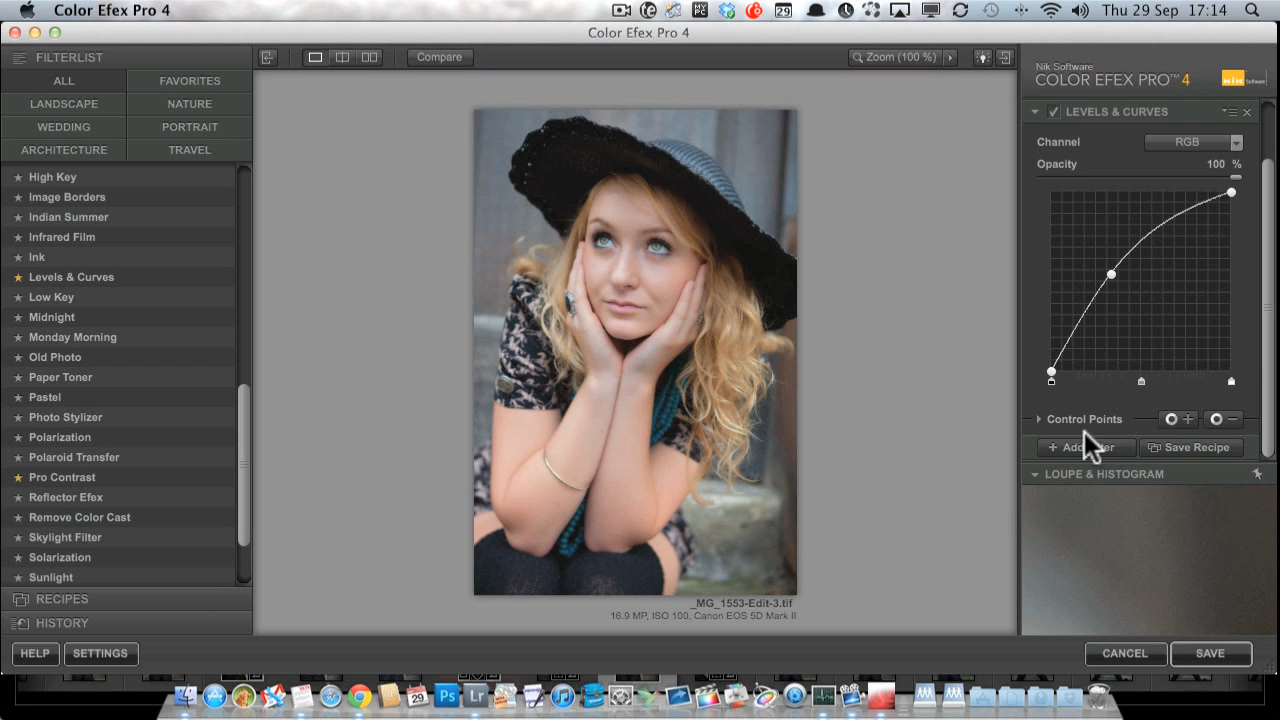 Color Efex Pro 4
Thu 29 Sep 17:14
Color Efex Pro 4
FILTERLIST
Compare
Zoom (100 %)
ALL
FAVORITES
LANDSCAPE
NATURE
WEDDING
PORTRAIT
ARCHITECTURE
TRAVEL
High Key
Image Borders
Indian Summer
Infrared Film
Ink
Levels & Curves
Low Key
Midnight
Monday Morning
Old Photo
Paper Toner
Pastel
Photo Stylizer
Polarization
Polaroid Transfer
Pro Contrast
Reflector Efex
Remove Color Cast
Skylight Filter
Solarization
Sunlight
RECIPES
HISTORY
HELP
SETTINGS
_MG_1553-Edit-3.tif
16.9 MP, ISO 100, Canon EOS 5D Mark II
Nik Software
COLOR EFEX PRO™ 4
nik Software
LEVELS & CURVES
Channel
RGB
Opacity
100 %
Control Points
Save Recipe
LOUPE & HISTOGRAM
CANCEL
SAVE
Ps
Lr